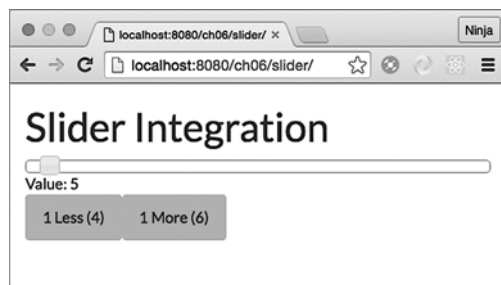 localhost:8080/ch06/slider/
Ninja
localhost:8080/ch06/slider/
Slider Integration
Value: 5
1 Less (4) 1 More (6)